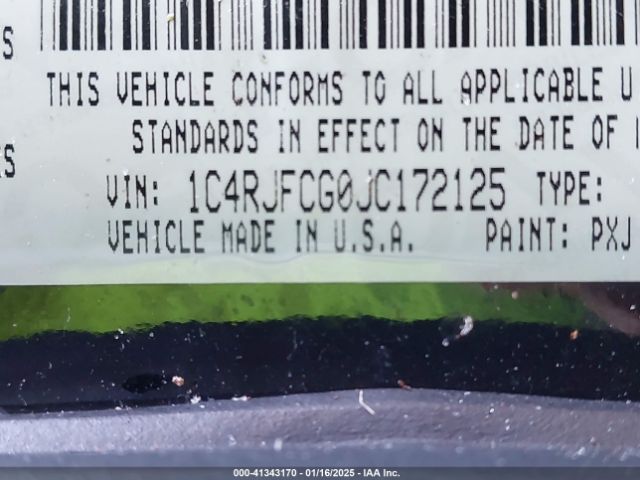 S
THIS VEHICLE CONFORMS TO ALL APPLICABLE U
STANDARDS IN EFFECT ON THE DATE OF
KS
VIN: 1C4RJFCG0JC172125 TYPE:
VEHICLE MADE IN U.S.A. PAINT: PXJ
000-41343170 - 01/16/2025 - IAA Inc.